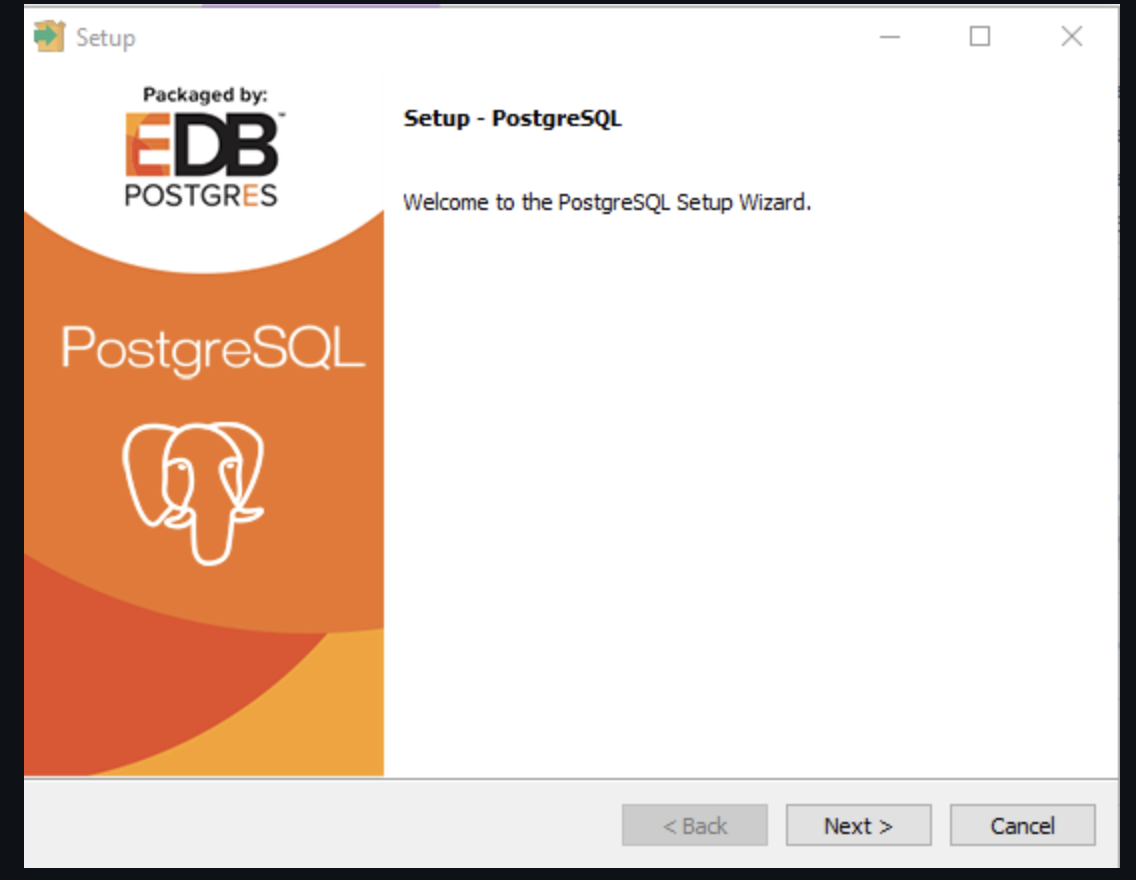 Setup
Packaged by:
EDB™
POSTGRES
PostgreSQL
Setup - PostgreSQL
Welcome to the PostgreSQL Setup Wizard.
< Back
Next >
Cancel